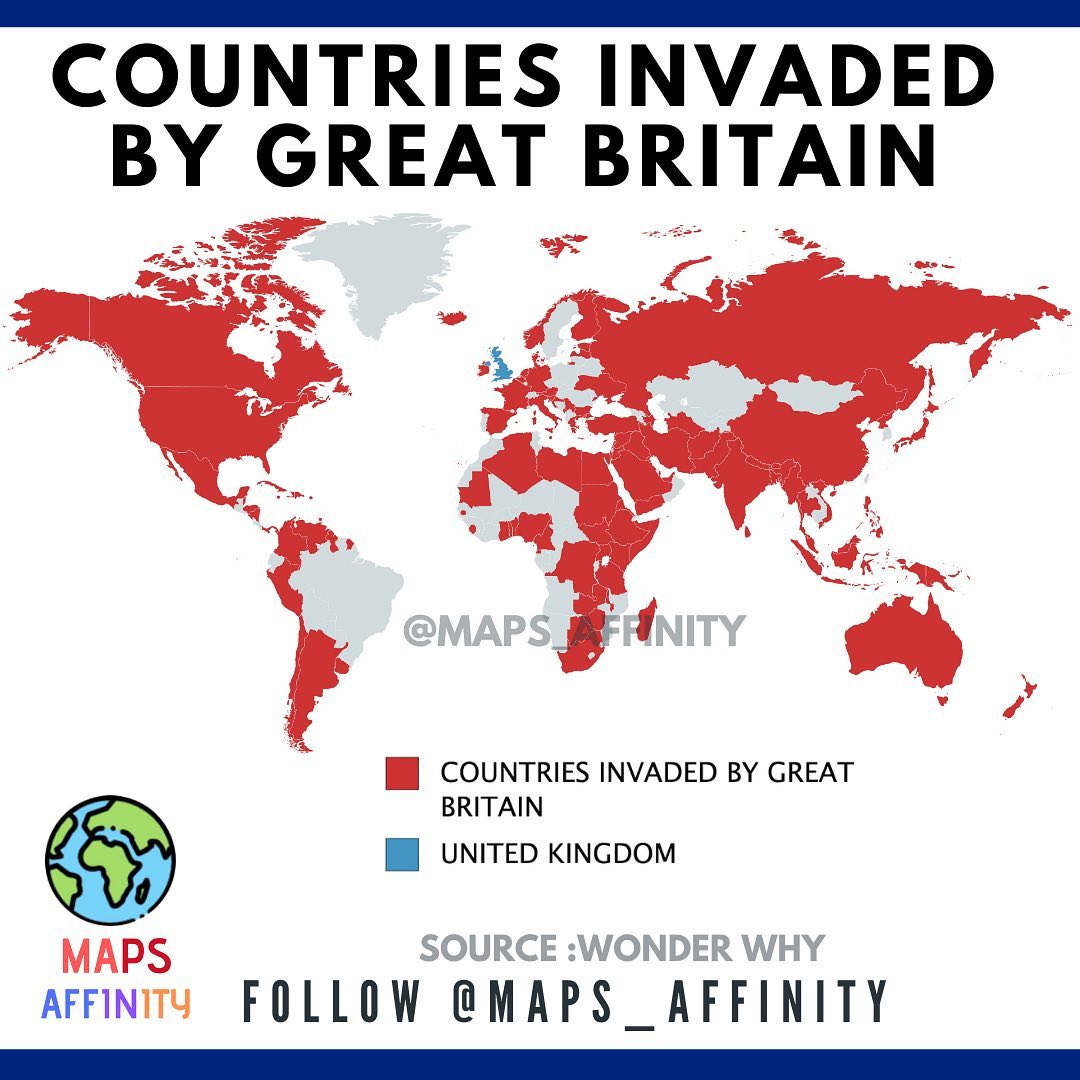 COUNTRIES INVADED
BY GREAT BRITAIN
@MAPS_AFFINITY
COUNTRIES INVADED BY GREAT
BRITAIN
UNITED KINGDOM
MAPS
AFFINITY
SOURCE :WONDER WHY
FOLLOW @MAPS_AFFINITY